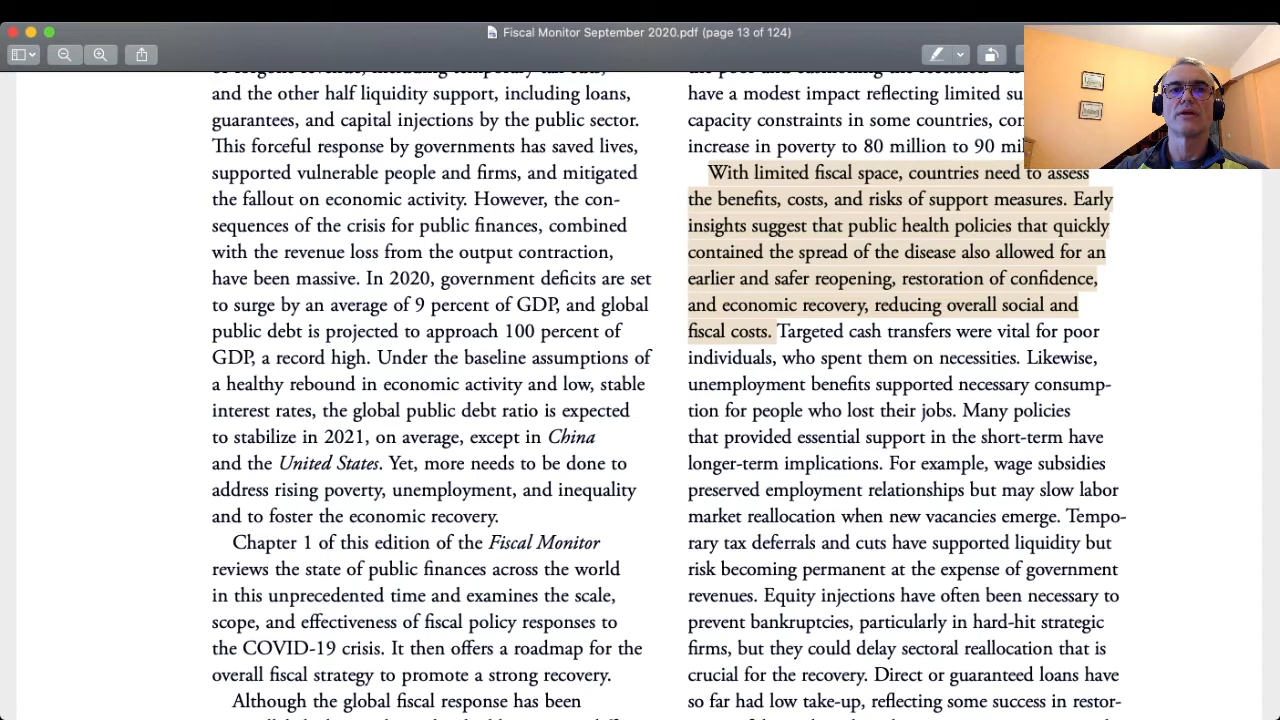 Fiscal Monitor September 2020.pdf (page 13 of 124)
and the other half liquidity support, including loans,
guarantees, and capital injections by the public sector.
This forceful response by governments has saved lives,
supported vulnerable people and firms, and mitigated
the fallout on economic activity. However, the con-
sequences of the crisis for public finances, combined
with the revenue loss from the output contraction,
have been massive. In 2020, government deficits are set
to surge by an average of 9 percent of GDP, and global
public debt is projected to approach 100 percent of
GDP, a record high. Under the baseline assumptions of
a healthy rebound in economic activity and low, stable
interest rates, the global public debt ratio is expected
to stabilize in 2021, on average, except in China
and the United States. Yet, more needs to be done to
address rising poverty, unemployment, and inequality
and to foster the economic recovery.
Chapter 1 of this edition of the Fiscal Monitor
reviews the state of public finances across the world
in this unprecedented time and examines the scale,
scope, and effectiveness of fiscal policy responses to
the COVID-19 crisis. It then offers a roadmap for the
overall fiscal strategy to promote a strong recovery.
Although the global fiscal response has been
have a modest impact reflecting limited
capacity constraints in some countries,
increase in poverty to 80 million to 90
With limited fiscal space, countries need to assess
the benefits, costs, and risks of support measures. Early
insights suggest that public health policies that quickly
contained the spread of the disease also allowed for an
earlier and safer reopening, restoration of confidence,
and economic recovery, reducing overall social and
fiscal costs. Targeted cash transfers were vital for poor
individuals, who spent them on necessities. Likewise,
unemployment benefits supported necessary consump-
tion for people who lost their jobs. Many policies
that provided essential support in the short-term have
longer-term implications. For example, wage subsidies
preserved employment relationships but may slow labor
market reallocation when new vacancies emerge. Tempo-
rary tax deferrals and cuts have supported liquidity but
risk becoming permanent at the expense of government
revenues. Equity injections have often been necessary to
prevent bankruptcies, particularly in hard-hit strategic
firms, but they could delay sectoral reallocation that is
crucial for the recovery. Direct or guaranteed loans have
so far had low take-up, reflecting some success in restor-